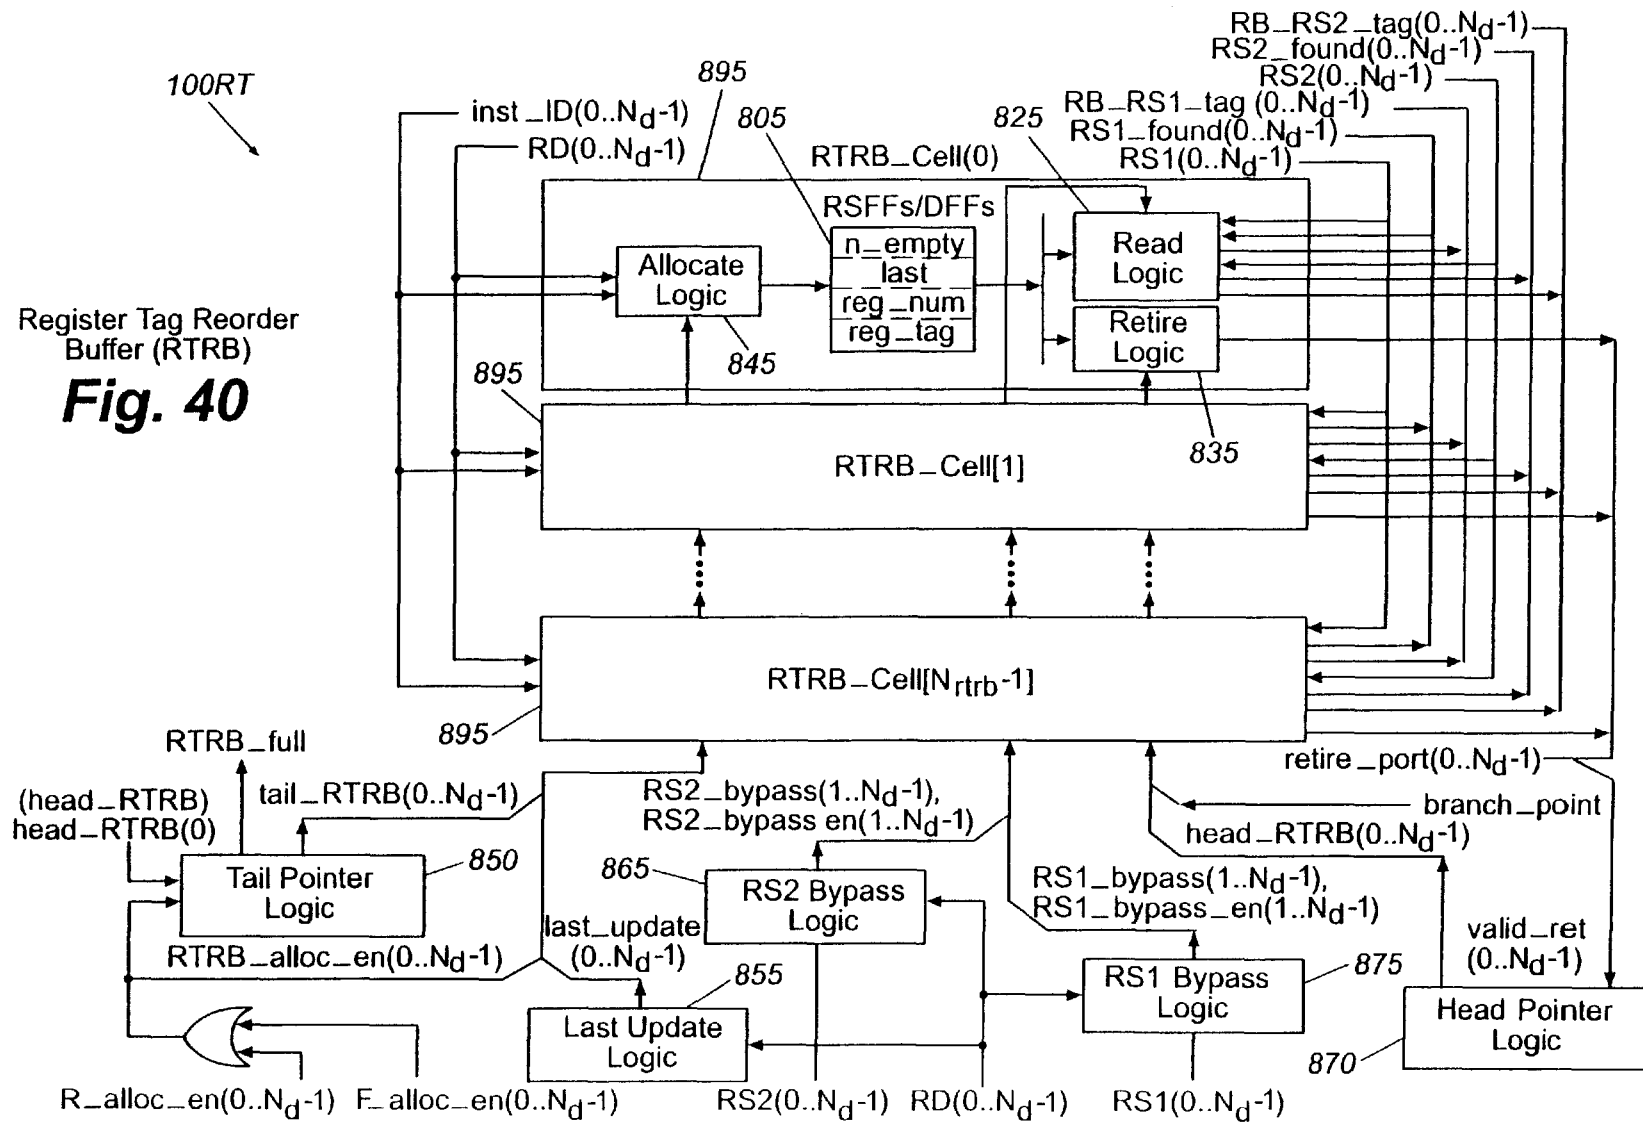 RB_RS2_tag(0..Nd-1)
RS2_found(0..Nd-1)
RS2(0..Nd-1)
RB_RS1_tag (0..Nd-1)
RS1_found(0..Nd-1)
RS1(0..Nd-1)
100RT
895
inst_ID(0..Nd-1)
805
825
RD(0..Nd-1)
RTRB_Cell(0)
RSFFs/DFFs
n_empty
last
reg_num
reg_tag
Allocate
Logic
Read
Logic
Retire
Logic
Register Tag Reorder
Buffer (RTRB)
Fig. 40
845
895
835
RTRB_Cell[1]
RTRB_Cell[Nrtrb-1]
895
RTRB_full
retire_port(0..Nd-1)
(head_RTRB)
head_RTRB(0)
tail_RTRB(0..Nd-1)
RS2_bypass(1..Nd-1),
RS2_bypass en(1..Nd-1)
branch_point
head_RTRB(0..Nd-1)
Tail Pointer
Logic
850
865
RS2 Bypass
Logic
RS1_bypass(1..Nd-1),
RS1_bypass_en(1..Nd-1)
last_update
(0..Nd-1)
valid_ret
(0..Nd-1)
RTRB_alloc_en(0..Nd-1)
855
RS1 Bypass
Logic
875
Last Update
Logic
Head Pointer
Logic
870
R_alloc_en(0..Nd-1)
F_alloc_en(0..Nd-1)
RS2(0..Nd-1)
RD(0..Nd-1)
RS1(0..Nd-1)